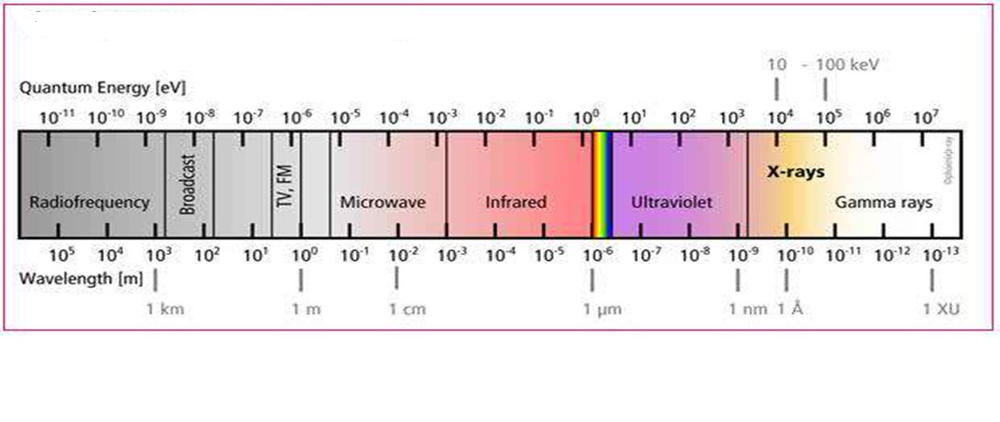 10 - 100 keV
Quantum Energy [eV]
10⁻¹¹ 10⁻¹⁰ 10⁻⁹ 10⁻⁸ 10⁻⁷ 10⁻⁶ 10⁻⁵ 10⁻⁴ 10⁻³ 10⁻² 10⁻¹ 10⁰ 10¹ 10² 10³ 10⁴ 10⁵ 10⁶ 10⁷
Broadcast
TV, FM
X-rays
Radiofrequency Microwave Infrared Ultraviolet Gamma rays
10⁵ 10⁴ 10³ 10² 10¹ 10⁰ 10⁻¹ 10⁻² 10⁻³ 10⁻⁴ 10⁻⁵ 10⁻⁶ 10⁻⁷ 10⁻⁸ 10⁻⁹ 10⁻¹⁰ 10⁻¹¹ 10⁻¹² 10⁻¹³
Wavelength [m]
1 km 1 m 1 cm 1 µm 1 nm 1 Å 1 XU